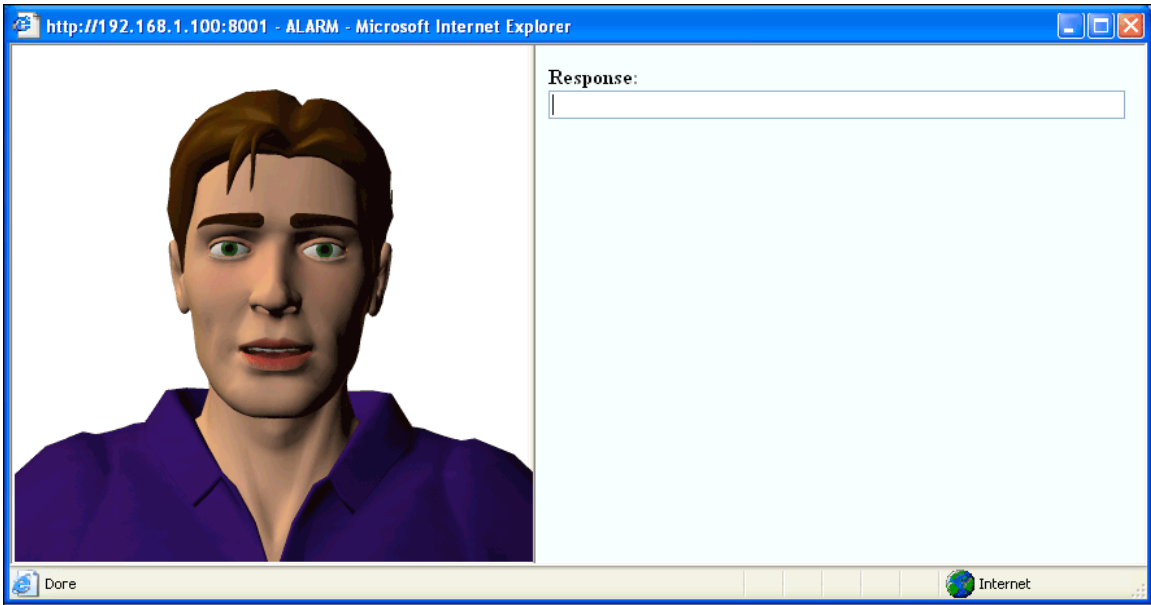 http://192.168.1.100:8001 - ALARM - Microsoft Internet Explorer
Response:
Dore
Internet